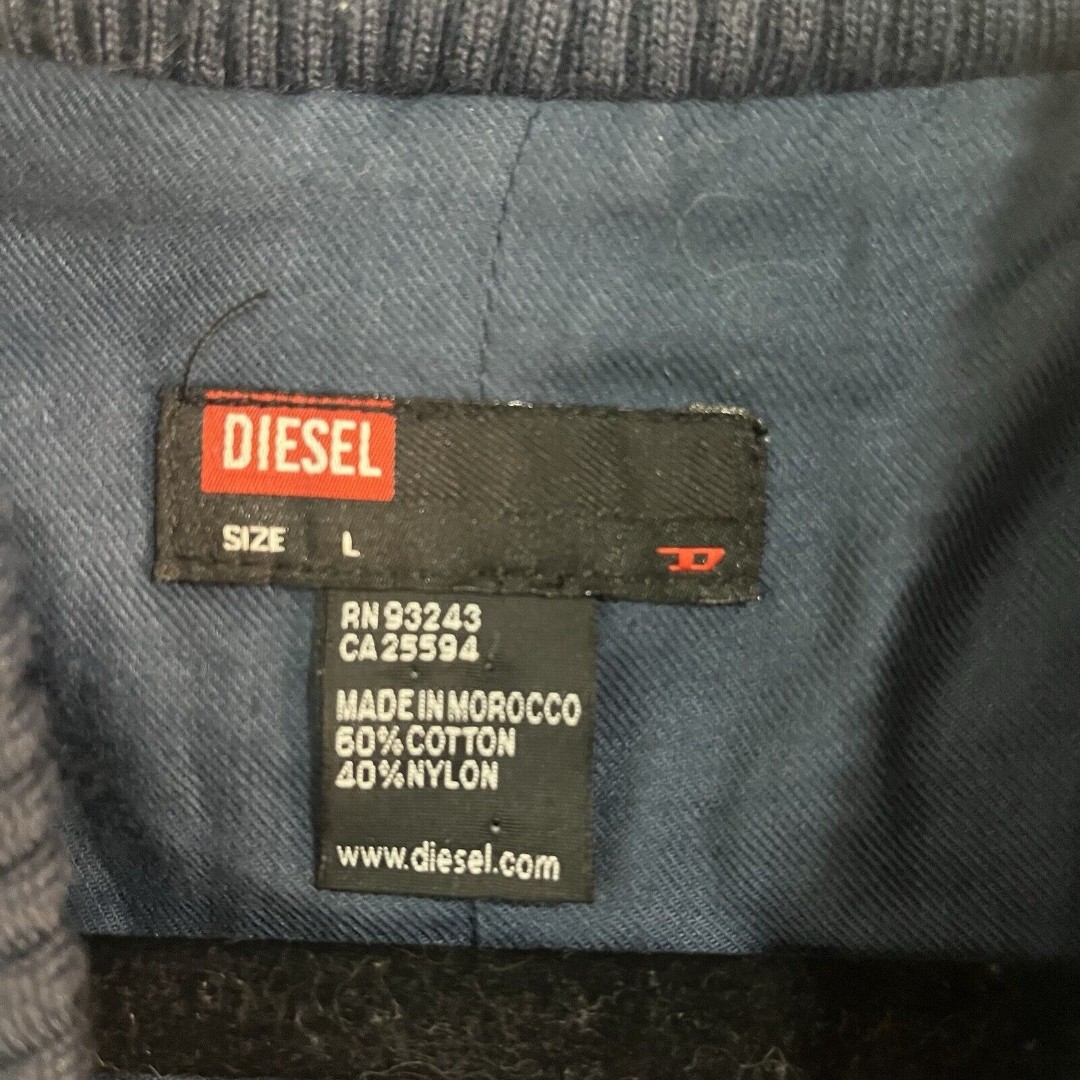 DIESEL
SIZE L
RN 93243
CA 25594
MADE IN MOROCCO
60% COTTON
40% NYLON
www.diesel.com